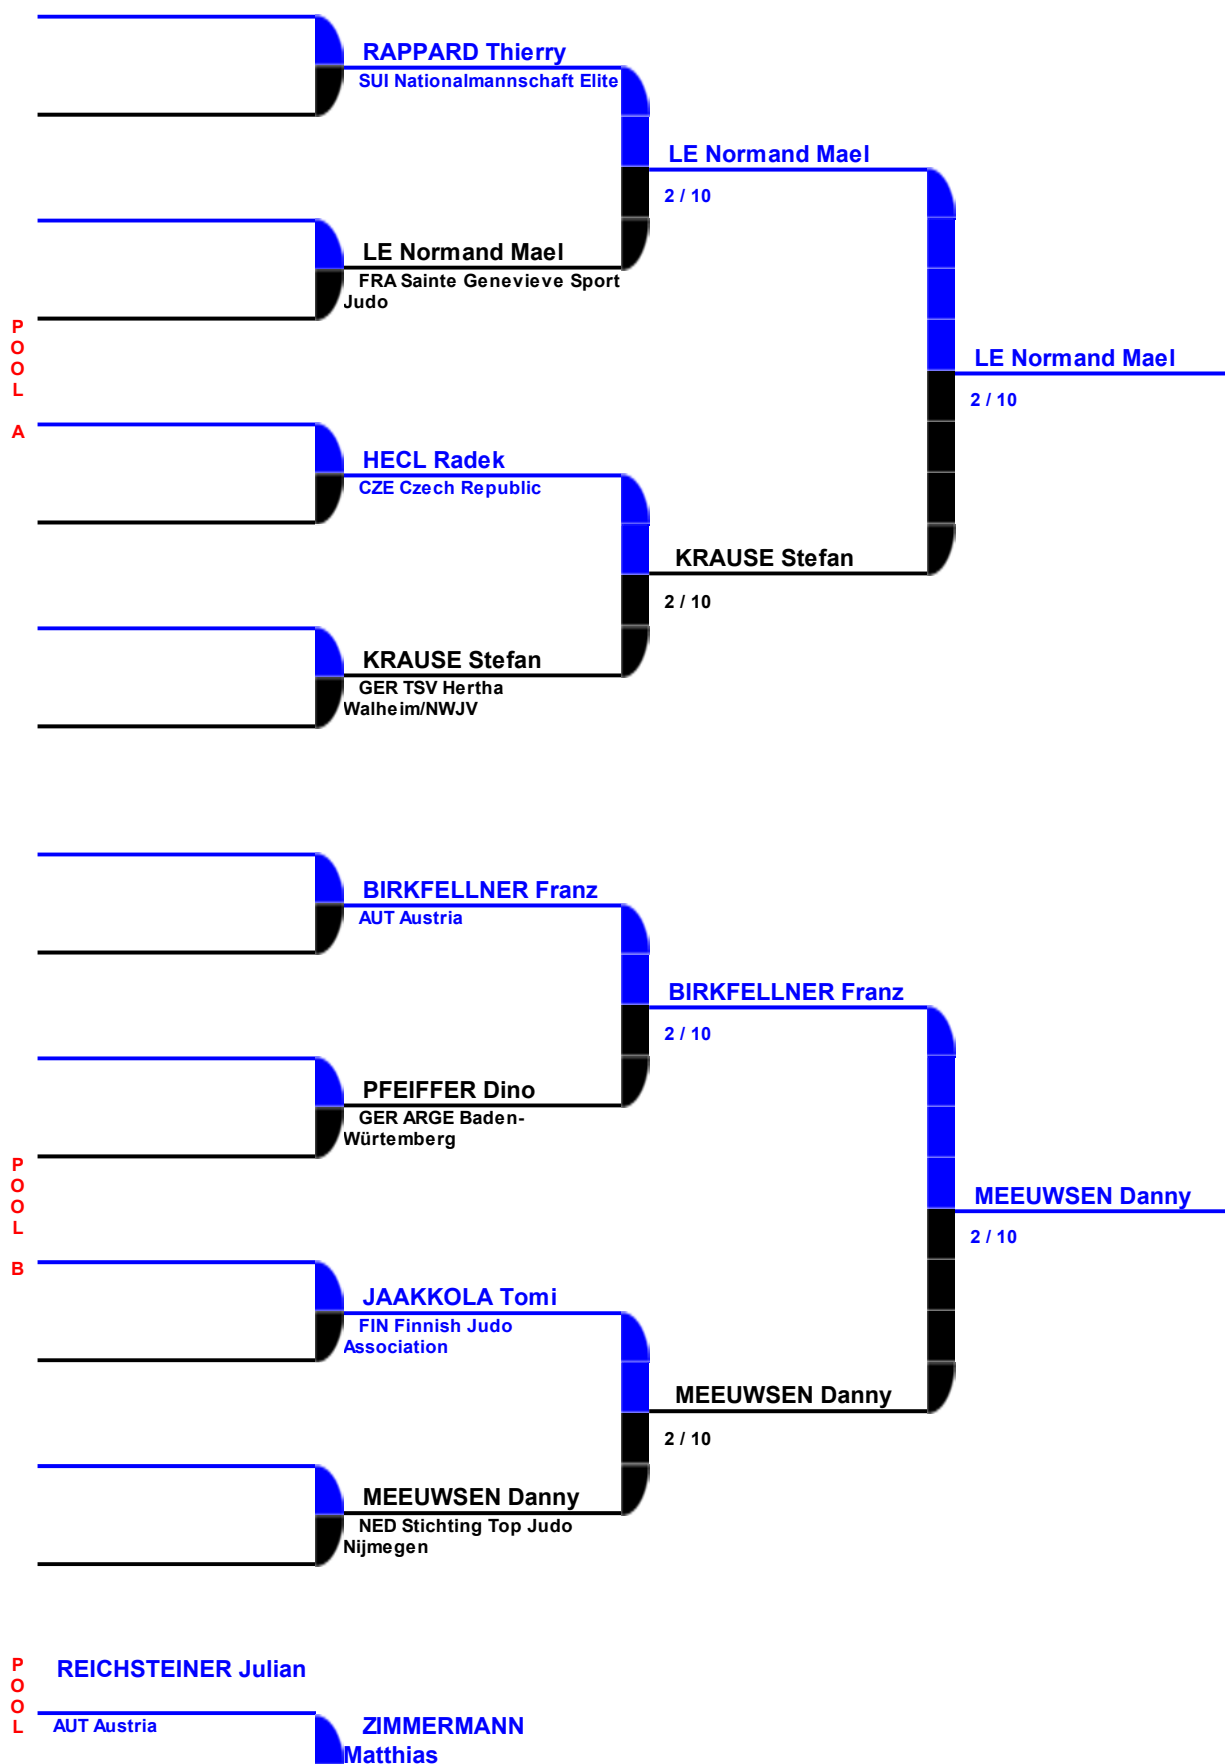 RAPPARD Thierry
SUI Nationalmannschaft Elite
LE Normand Mael
2 / 10
LE Normand Mael
FRA Sainte Genevieve Sport
Judo
P
O
O
L
A
LE Normand Mael
2 / 10
HECL Radek
CZE Czech Republic
KRAUSE Stefan
2 / 10
KRAUSE Stefan
GER TSV Hertha
Walheim/NWJV
BIRKFELLNER Franz
AUT Austria
BIRKFELLNER Franz
2 / 10
PFEIFFER Dino
GER ARGE Baden-
Würtemberg
P
O
O
L
B
MEEUWSEN Danny
2 / 10
JAAKKOLA Tomi
FIN Finnish Judo
Association
MEEUWSEN Danny
2 / 10
MEEUWSEN Danny
NED Stichting Top Judo
Nijmegen
P
O
O
L
REICHSTEINER Julian
AUT Austria
ZIMMERMANN
Matthias